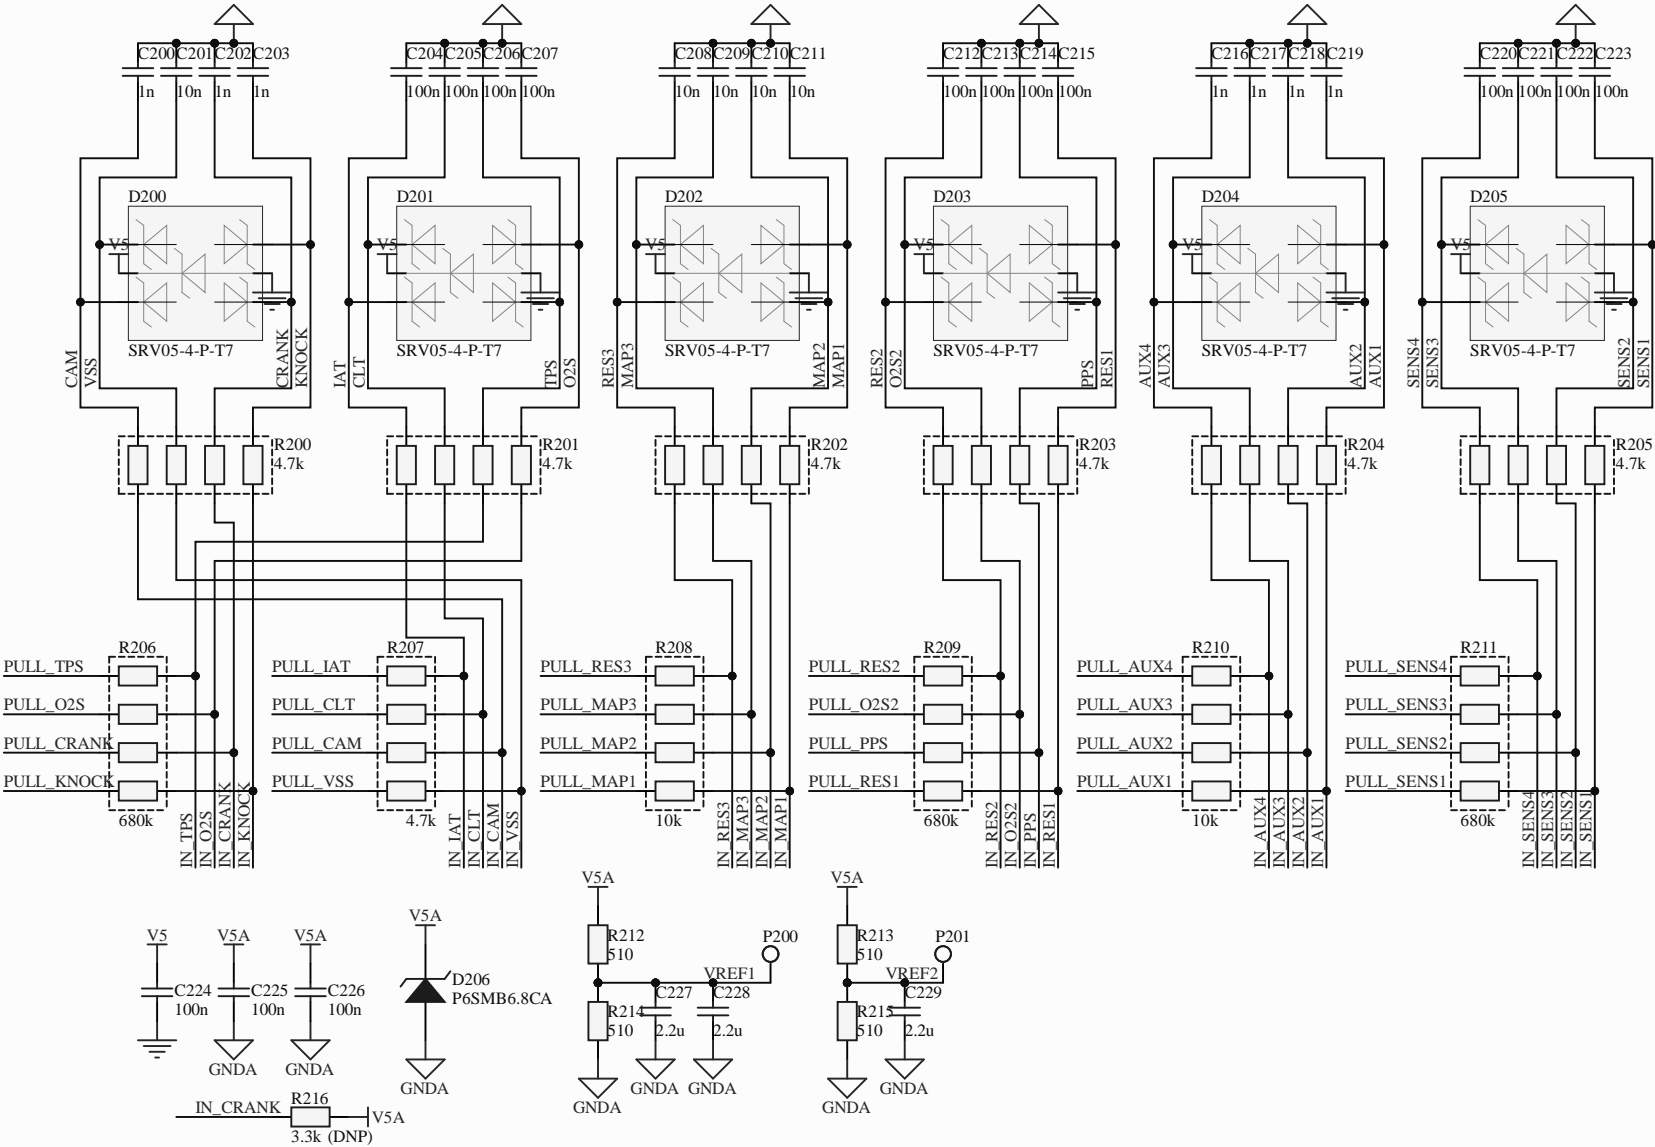 C200 C201 C202 C203
1n 10n 1n 1n
D200
V5
SRV05-4-P-T7
CAM
VSS
CRANK
KNOCK
R200
4.7k
C204 C205 C206 C207
100n 100n 100n 100n
D201
V5
SRV05-4-P-T7
IAT
CLT
TPS
O2S
R201
4.7k
C208 C209 C210 C211
10n 10n 10n 10n
D202
V5
SRV05-4-P-T7
RES3
MAP3
MAP2
MAP1
R202
4.7k
C212 C213 C214 C215
100n 100n 100n 100n
D203
V5
SRV05-4-P-T7
RES2
O2S2
PPS
RES1
R203
4.7k
C216 C217 C218 C219
1n 1n 1n 1n
D204
V5
SRV05-4-P-T7
AUX4
AUX3
AUX2
AUX1
R204
4.7k
C220 C221 C222 C223
100n 100n 100n 100n
D205
V5
SRV05-4-P-T7
SENS4
SENS3
SENS2
SENS1
R205
4.7k
R206
PULL_TPS
PULL_O2S
PULL_CRANK
PULL_KNOCK
680k
IN_TPS
IN_O2S
IN_CRANK
IN_KNOCK
R207
PULL_IAT
PULL_CLT
PULL_CAM
PULL_VSS
4.7k
IN_IAT
IN_CLT
IN_CAM
IN_VSS
R208
PULL_RES3
PULL_MAP3
PULL_MAP2
PULL_MAP1
10k
IN_RES3
IN_MAP3
IN_MAP2
IN_MAP1
R209
PULL_RES2
PULL_O2S2
PULL_PPS
PULL_RES1
680k
IN_RES2
IN_O2S2
IN_PPS
IN_RES1
R210
PULL_AUX4
PULL_AUX3
PULL_AUX2
PULL_AUX1
10k
IN_AUX4
IN_AUX3
IN_AUX2
IN_AUX1
R211
PULL_SENS4
PULL_SENS3
PULL_SENS2
PULL_SENS1
680k
IN_SENS4
IN_SENS3
IN_SENS2
IN_SENS1
V5
C224
100n
V5A
C225
100n
GNDA
V5A
C226
100n
GNDA
V5A
D206
P6SMB6.8CA
GNDA
V5A
R212
510
P200
VREF1
R214
510
C227
2.2u
C228
2.2u
GNDA
GNDA
GNDA
V5A
R213
510
P201
VREF2
R215
510
C229
2.2u
GNDA
GNDA
IN_CRANK
R216
3.3k (DNP)
V5A